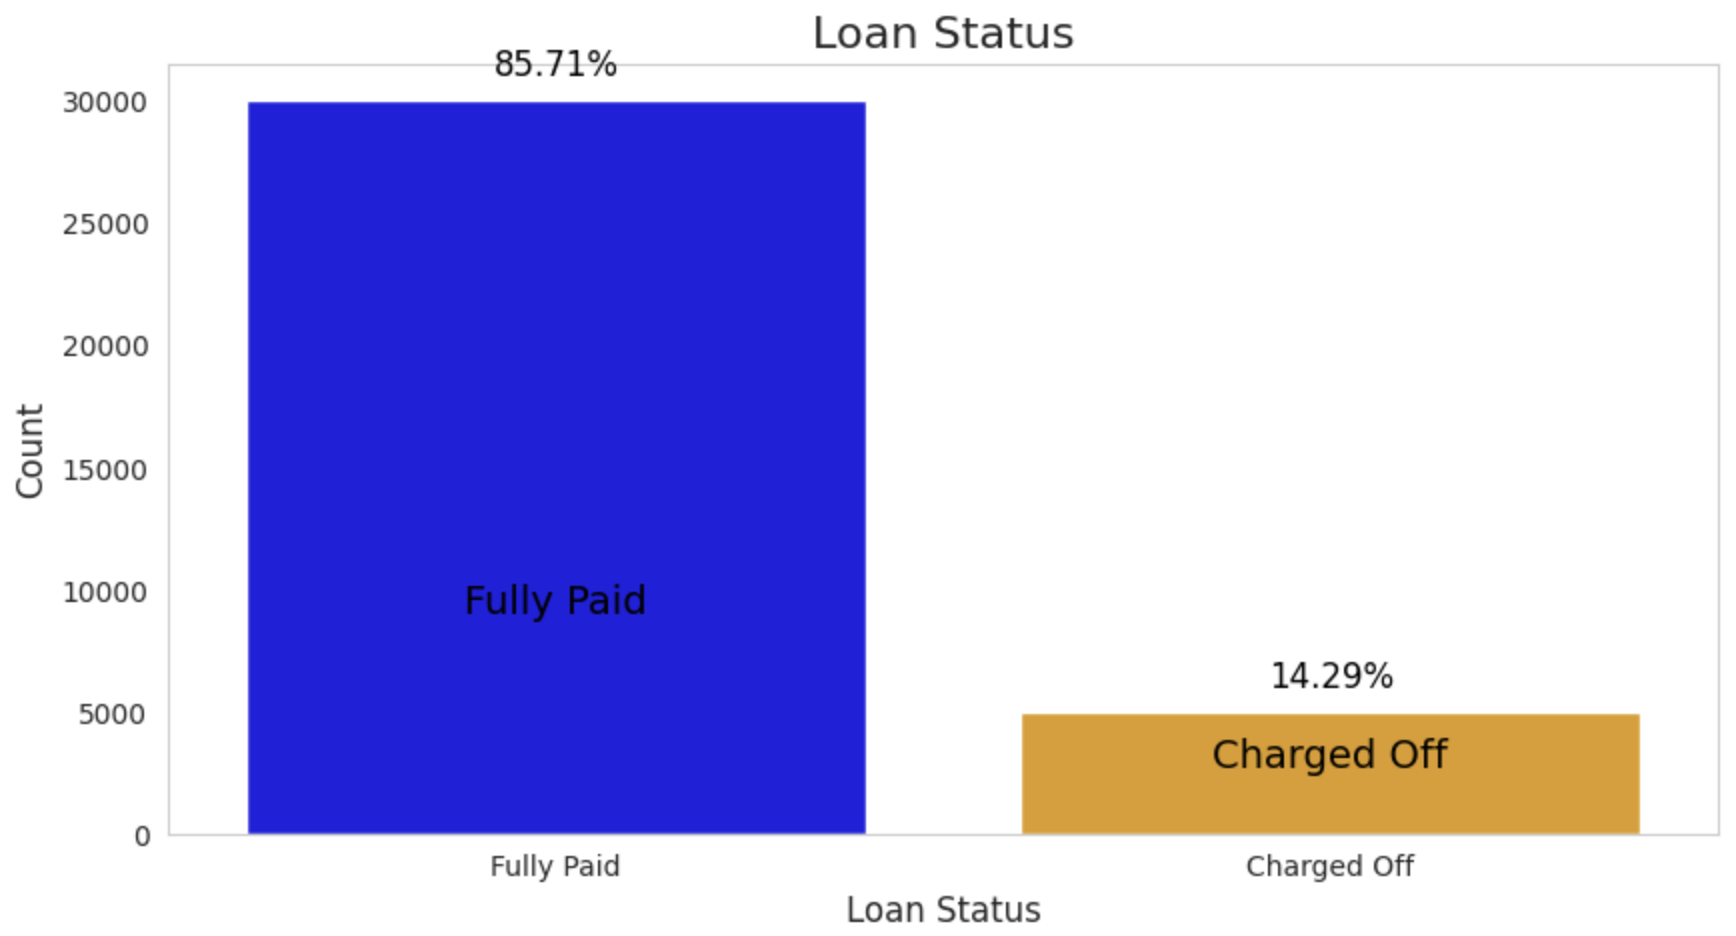 Loan Status
85.71%
30000
25000
20000
15000
10000
5000
0
Count
Fully Paid
14.29%
Charged Off
Fully Paid
Charged Off
Loan Status